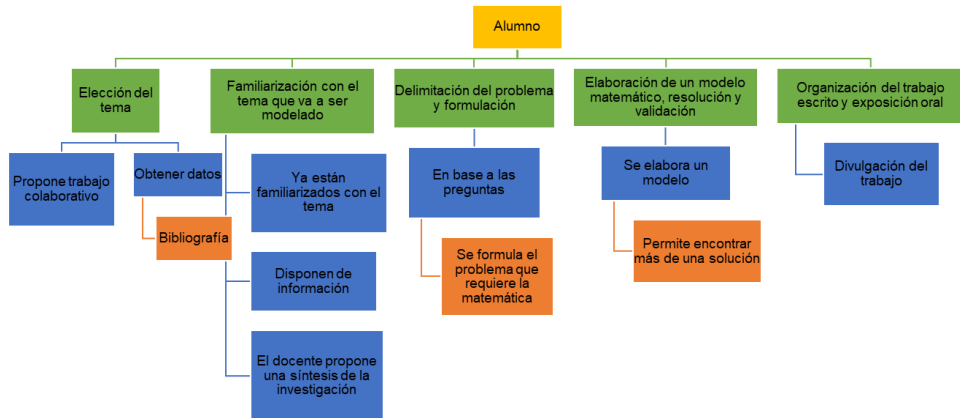 Alumno
Elección del
tema
Familiarización con el
tema que va a ser
modelado
Delimitación del problema
y formulación
Elaboración de un modelo
matemático, resolución y
validación
Organización del trabajo
escrito y exposición oral
Propone trabajo
colaborativo
Obtener datos
Bibliografía
Ya están
familiarizados con el
tema
Disponen de
información
El docente propone
una síntesis de la
investigación
En base a las
preguntas
Se formula el
problema que
requiere la
matemática
Se elabora un
modelo
Permite encontrar
más de una solución
Divulgación del
trabajo